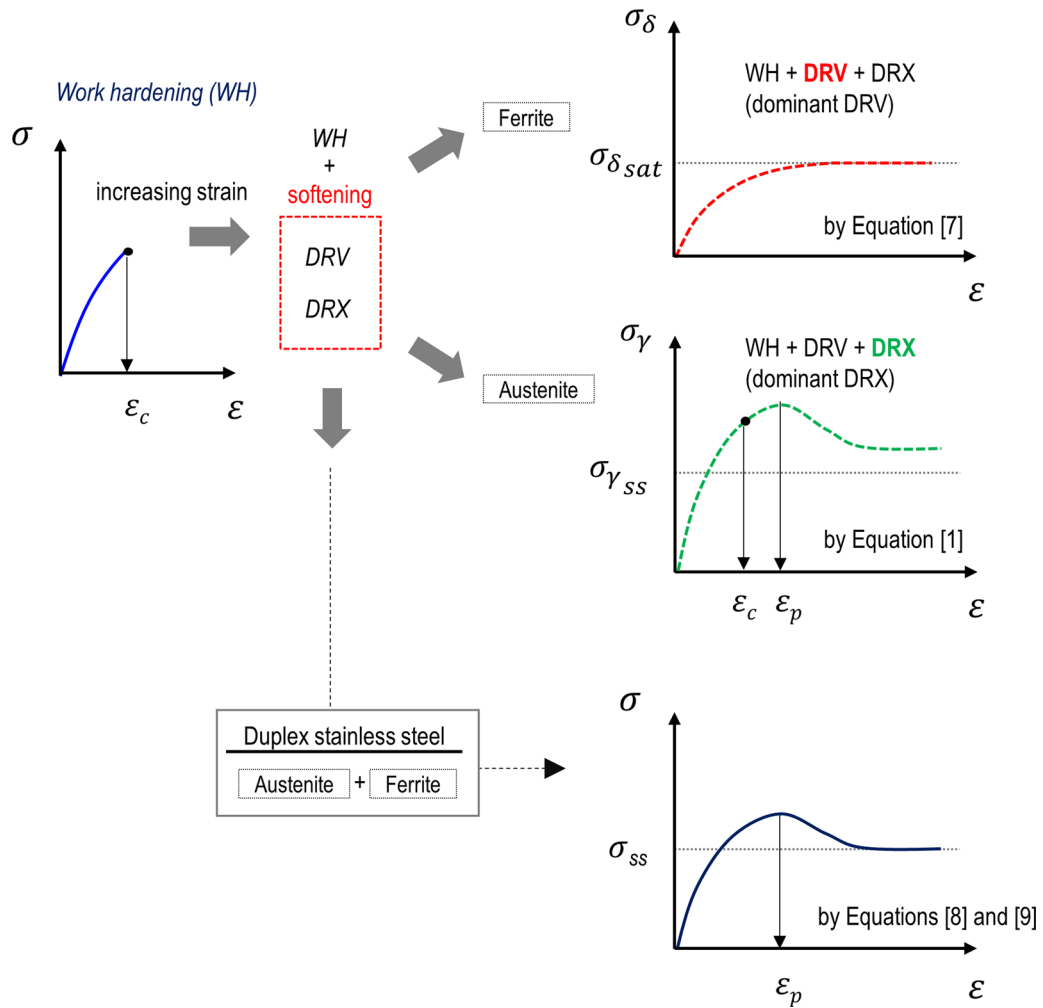 Work hardening (WH)
σ
increasing strain
ε_c
ε
WH
+
softening
DRV
DRX
Ferrite
Austenite
σ_δ
WH + DRV + DRX
(dominant DRV)
σ_δ_sat
by Equation [7]
ε
σ_γ
WH + DRV + DRX
(dominant DRX)
σ_γ_ss
by Equation [1]
ε_c
ε_p
ε
Duplex stainless steel
Austenite + Ferrite
σ
σ_ss
by Equations [8] and [9]
ε_p
ε